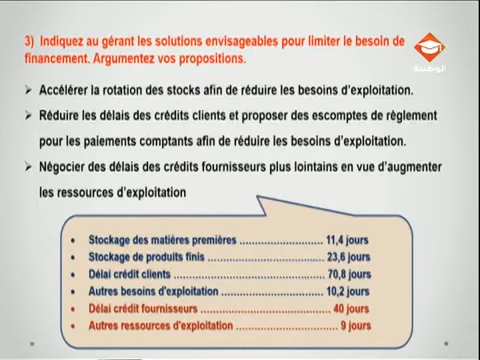 3) Indiquez au gérant les solutions envisageables pour limiter le besoin de
financement. Argumentez vos propositions.
الوطنية
➢ Accélérer la rotation des stocks afin de réduire les besoins d'exploitation.
➢ Réduire les délais des crédits clients et proposer des escomptes de règlement
pour les paiements comptants afin de réduire les besoins d'exploitation.
➢ Négocier des délais des crédits fournisseurs plus lointains en vue d'augmenter
les ressources d'exploitation
• Stockage des matières premières .......................... 11,4 jours
• Stockage de produits finis .................................... 23,6 jours
• Délai crédit clients ............................................... 70,8 jours
• Autres besoins d'exploitation ................................ 10,2 jours
• Délai crédit fournisseurs ......................................... 40 jours
• Autres ressources d'exploitation ................................ 9 jours